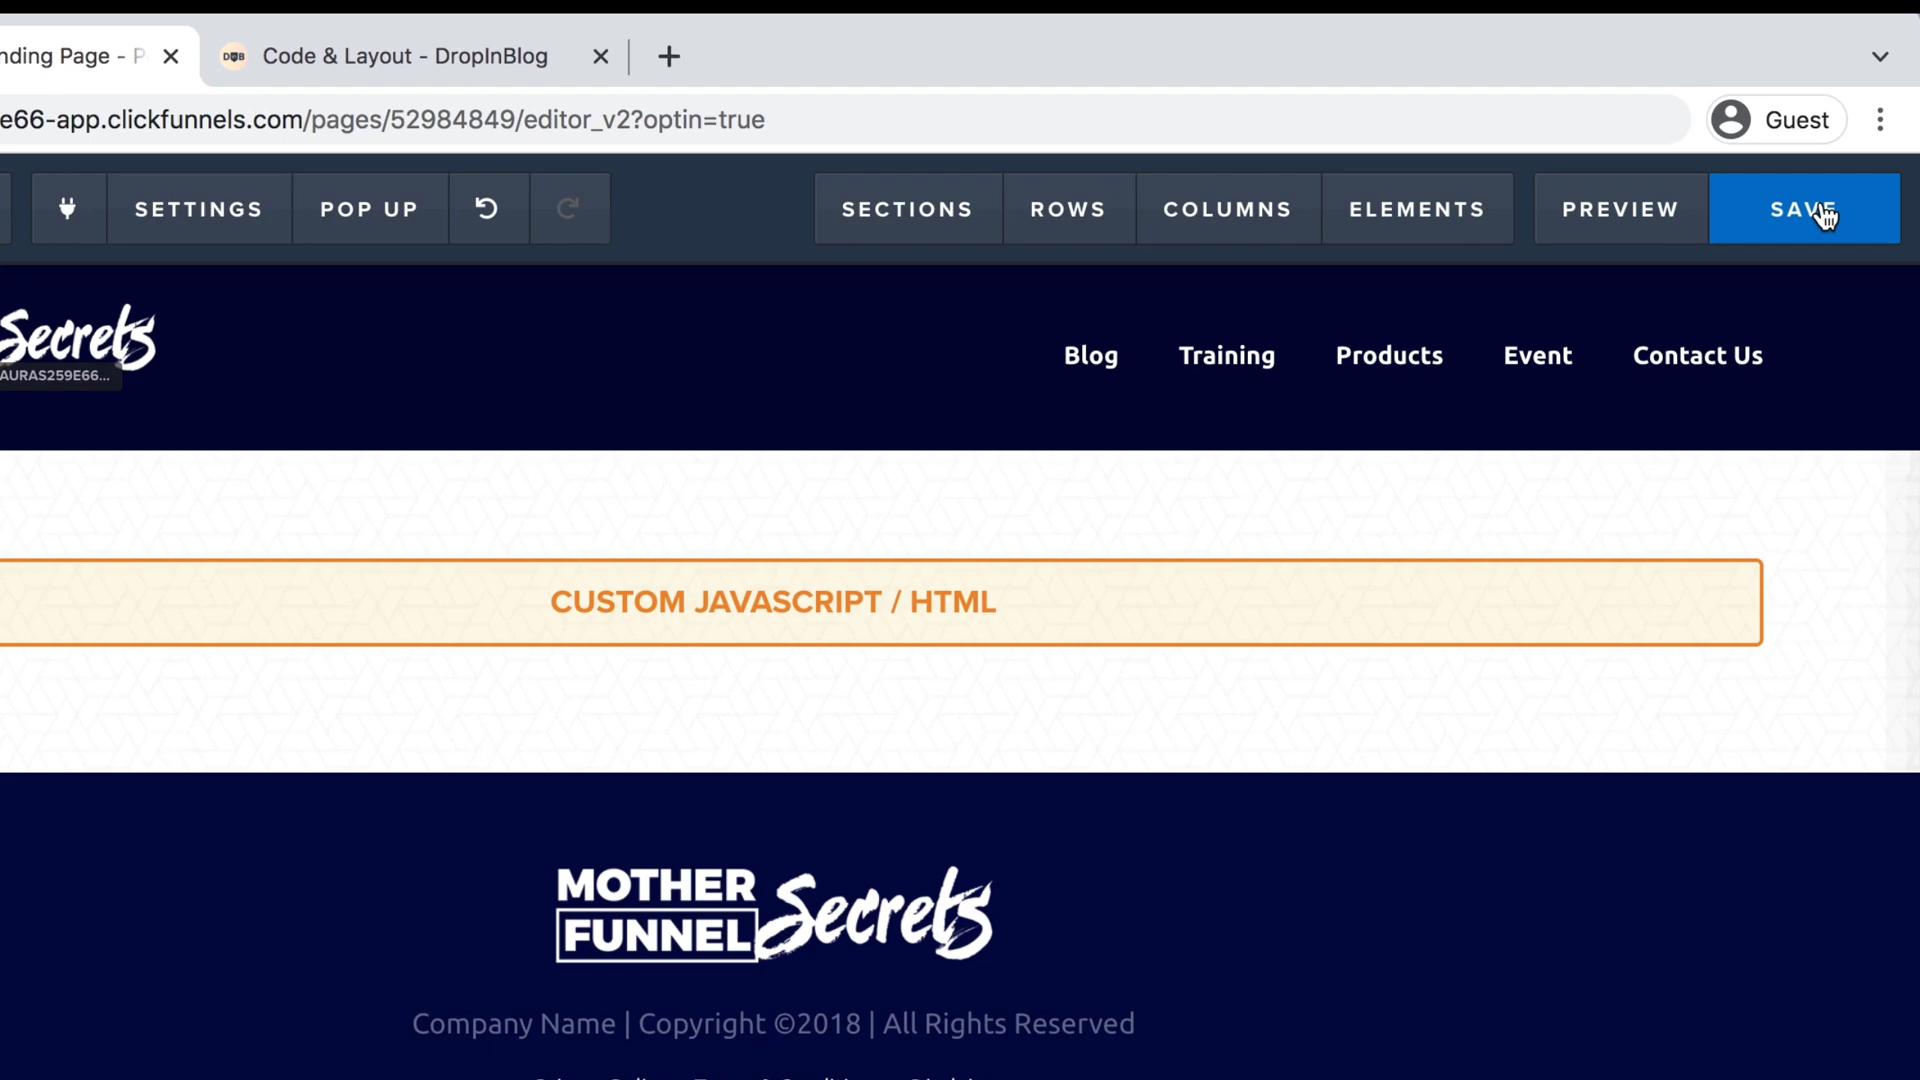 nding Page - P
Code & Layout - DropInBlog
e66-app.clickfunnels.com/pages/52984849/editor_v2?optin=true
Guest
SETTINGS
POP UP
SECTIONS
ROWS
COLUMNS
ELEMENTS
PREVIEW
SAVE
Secrets
AURAS259E66...
Blog
Training
Products
Event
Contact Us
CUSTOM JAVASCRIPT / HTML
MOTHER
FUNNEL Secrets
Company Name | Copyright ©2018 | All Rights Reserved